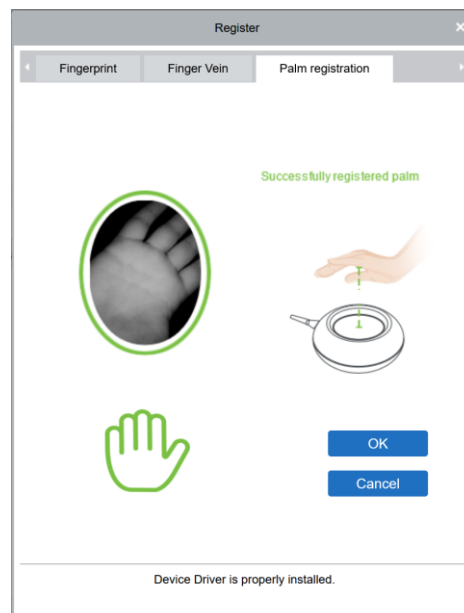 Register
Fingerprint
Finger Vein
Palm registration
Successfully registered palm
OK
Cancel
Device Driver is properly installed.